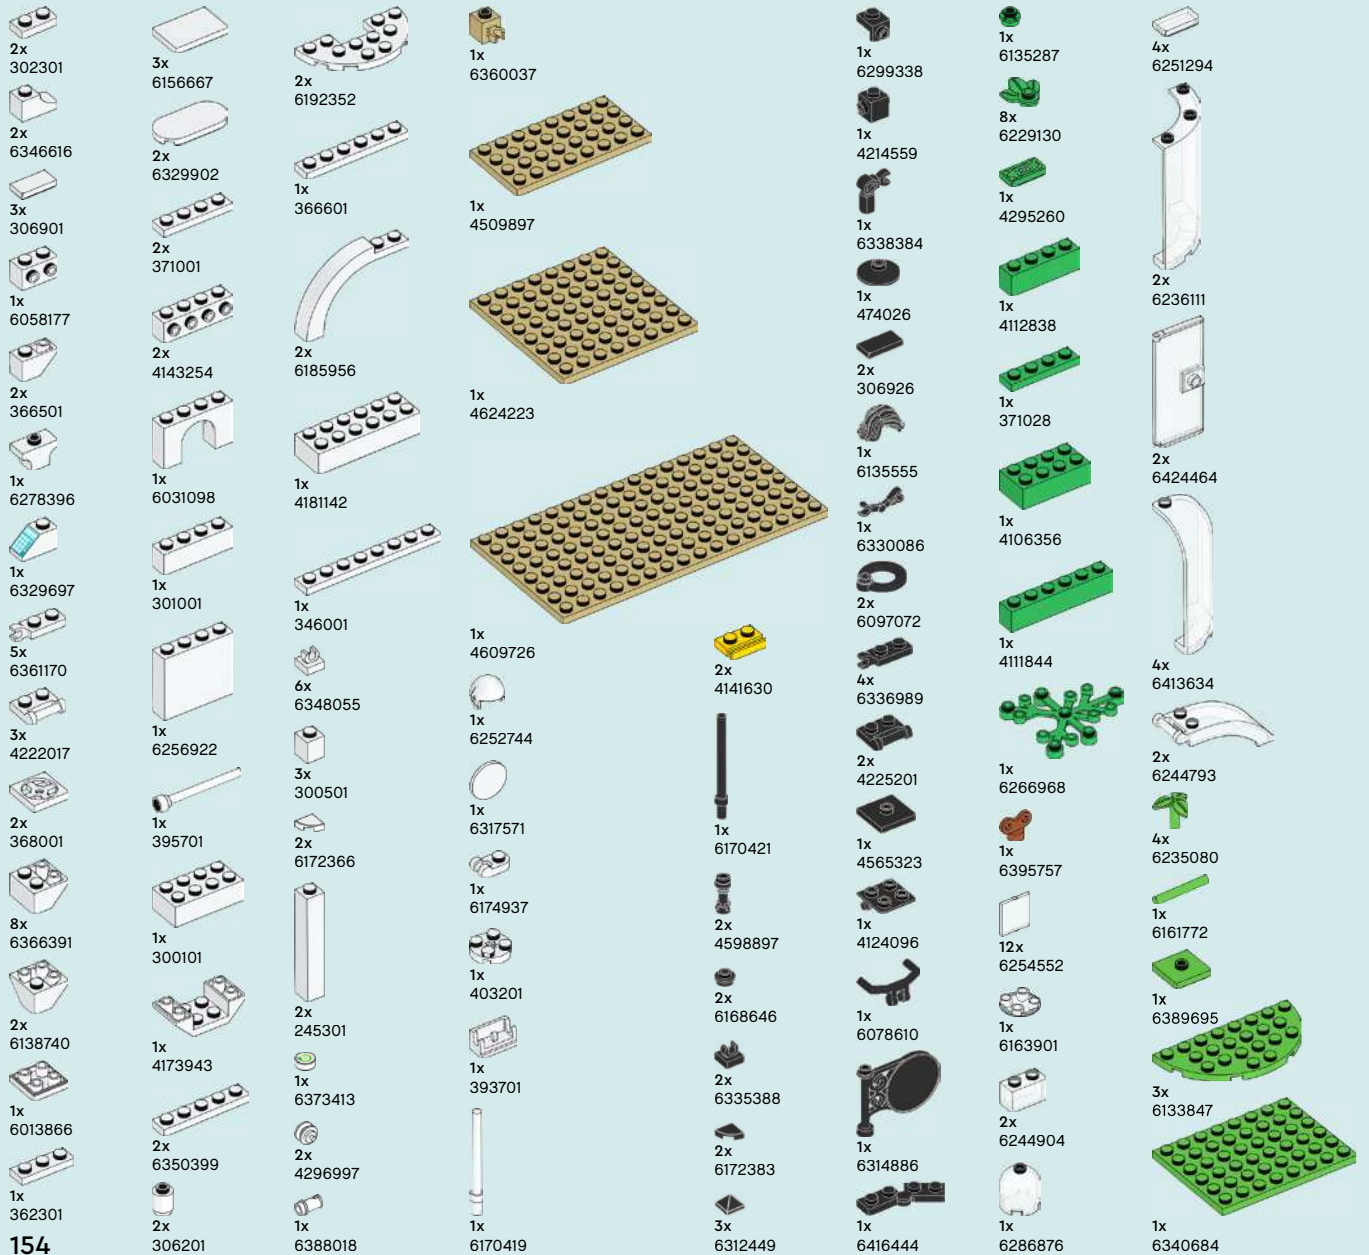 2x
302301
2x
6346616
3x
306901
1x
6058177
2x
366501
1x
6278396
1x
6329697
5x
6361170
3x
4222017
2x
368001
8x
6366391
2x
6138740
1x
6013866
1x
362301
154
3x
6156667
2x
6329902
2x
371001
2x
4143254
1x
6031098
1x
301001
1x
6256922
1x
395701
1x
300101
1x
4173943
2x
6350399
2x
306201
2x
6192352
1x
366601
2x
6185956
1x
4181142
1x
346001
6x
6348055
3x
300501
2x
6172366
2x
245301
1x
6373413
2x
4296997
1x
6388018
1x
6360037
1x
4509897
1x
4624223
1x
4609726
1x
6252744
1x
6317571
1x
6174937
1x
403201
1x
393701
1x
6170419
2x
4141630
1x
6170421
2x
4598897
2x
6168646
2x
6335388
2x
6172383
3x
6312449
1x
6299338
1x
4214559
1x
6338384
1x
474026
2x
306926
1x
6135555
1x
6330086
2x
6097072
4x
6336989
2x
4225201
1x
4565323
1x
4124096
1x
6078610
1x
6314886
1x
6416444
1x
6135287
8x
6229130
1x
4295260
1x
4112838
1x
371028
1x
4106356
1x
4111844
1x
6266968
1x
6395757
12x
6254552
1x
6163901
2x
6244904
1x
6286876
4x
6251294
2x
6236111
2x
6424464
4x
6413634
2x
6244793
4x
6235080
1x
6161772
1x
6389695
3x
6133847
1x
6340684